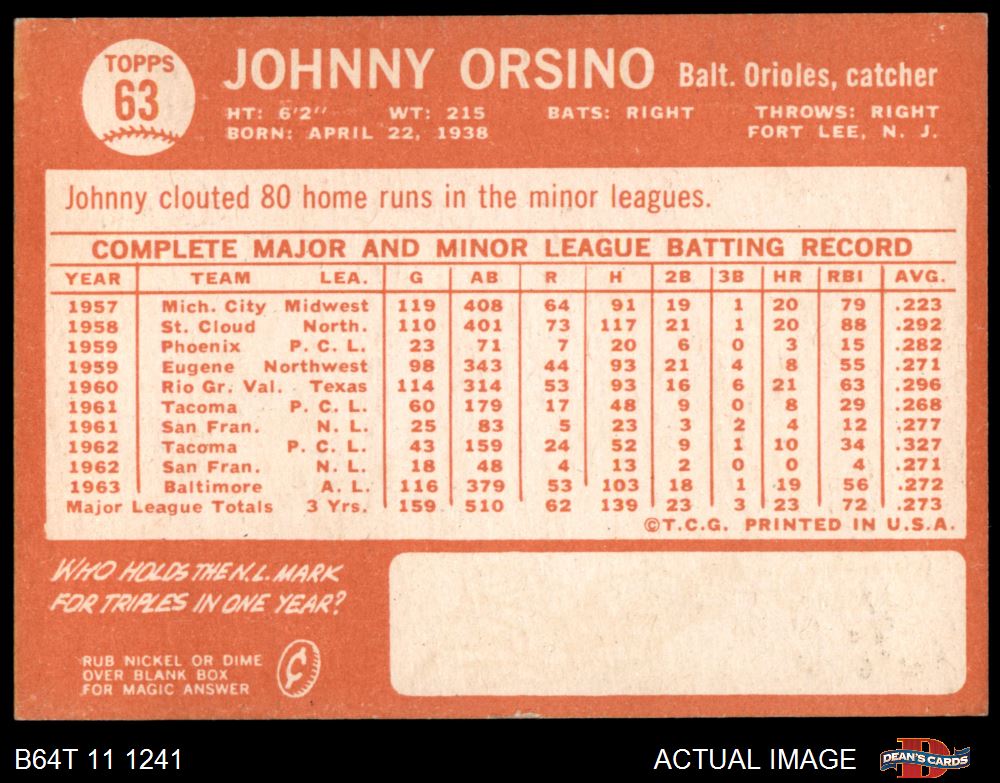 TOPPS
63
JOHNNY ORSINO Balt. Orioles, catcher
HT: 6'2" WT: 215 BATS: RIGHT THROWS: RIGHT
BORN: APRIL 22, 1938 FORT LEE, N. J.
Johnny clouted 80 home runs in the minor leagues.
COMPLETE MAJOR AND MINOR LEAGUE BATTING RECORD
YEAR TEAM LEA. G AB R H 2B 3B HR RBI AVG.
1957 Mich. City Midwest 119 408 64 91 19 1 20 79 .223
1958 St. Cloud North. 110 401 73 117 21 1 20 88 .292
1959 Phoenix P. C. L. 23 71 7 20 6 0 3 15 .282
1959 Eugene Northwest 98 343 44 93 21 4 8 55 .271
1960 Rio Gr. Val. Texas 114 314 53 93 16 6 21 63 .296
1961 Tacoma P. C. L. 60 179 17 48 9 0 8 29 .268
1961 San Fran. N. L. 25 83 5 23 3 2 4 12 .277
1962 Tacoma P. C. L. 43 159 24 52 9 1 10 34 .327
1962 San Fran. N. L. 18 48 4 13 2 0 0 4 .271
1963 Baltimore A. L. 116 379 53 103 18 1 19 56 .272
Major League Totals 3 Yrs. 159 510 62 139 23 3 23 72 .273
©T.C.G. PRINTED IN U.S.A.
WHO HOLDS THE N.L. MARK
FOR TRIPLES IN ONE YEAR?
RUB NICKEL OR DIME
OVER BLANK BOX
FOR MAGIC ANSWER
B64T 11 1241 ACTUAL IMAGE DEAN'S CARDS